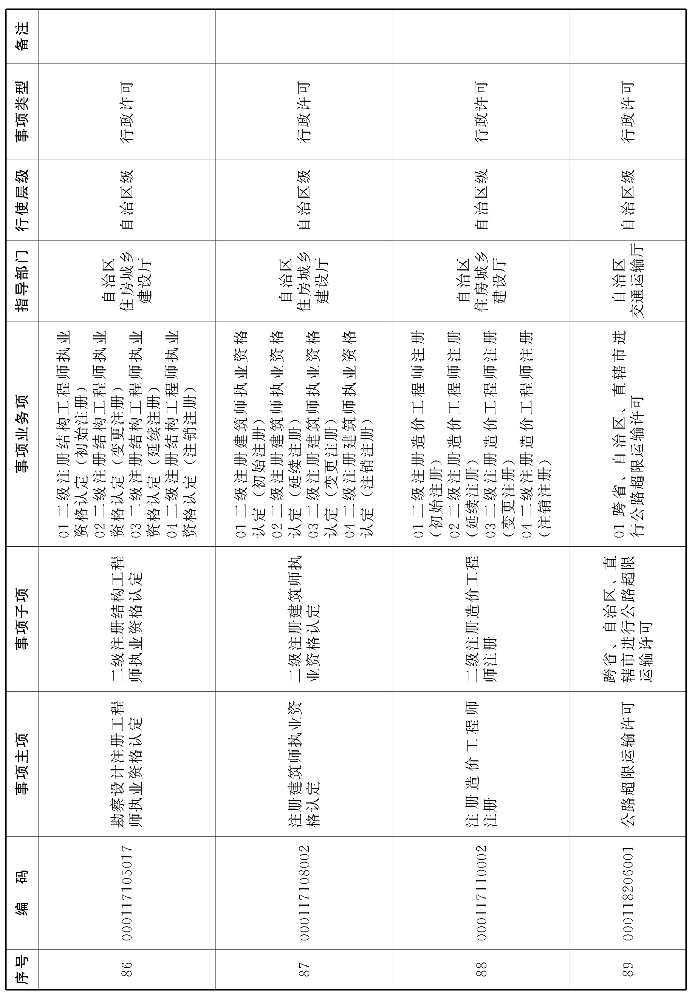 序号
编　码
事项主项
事项子项
事项业务项
指导部门
行使层级
事项类型
备注
86
000117105017
勘察设计注册工程
师执业资格认定
二级注册结构工程
师执业资格认定
01 二级注册结构工程师执业
资格认定（初始注册）
02 二级注册结构工程师执业
资格认定（变更注册）
03 二级注册结构工程师执业
资格认定（延续注册）
04 二级注册结构工程师执业
资格认定（注销注册）
自治区
住房城乡
建设厅
自治区级
行政许可
87
000117108002
注册建筑师执业资
格认定
二级注册建筑师执
业资格认定
01 二级注册建筑师执业资格
认定（初始注册）
02 二级注册建筑师执业资格
认定（延续注册）
03 二级注册建筑师执业资格
认定（变更注册）
04 二级注册建筑师执业资格
认定（注销注册）
自治区
住房城乡
建设厅
自治区级
行政许可
88
000117110002
注册造价工程师
注册
二级注册造价工程
师注册
01 二级注册造价工程师注册
（初始注册）
02 二级注册造价工程师注册
（延续注册）
03 二级注册造价工程师注册
（变更注册）
04 二级注册造价工程师注册
（注销注册）
自治区
住房城乡
建设厅
自治区级
行政许可
89
000118206001
公路超限运输许可
跨省、自治区、直
辖市进行公路超限
运输许可
01 跨省、自治区、直辖市进
行公路超限运输许可
自治区
交通运输厅
自治区级
行政许可